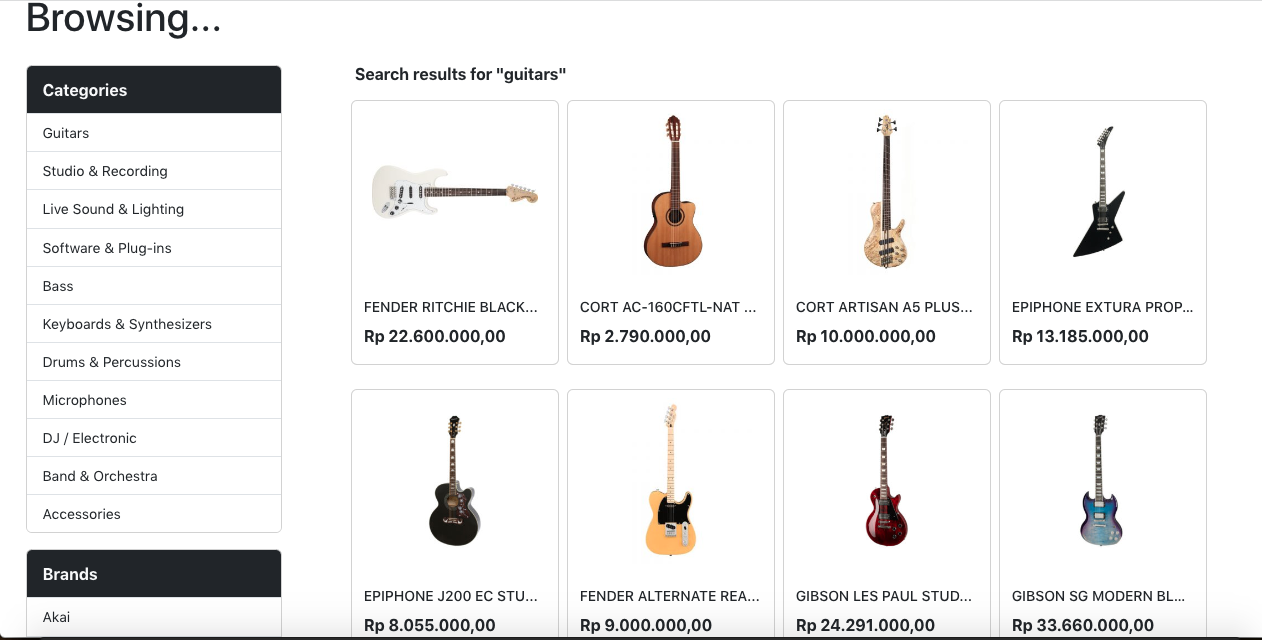 Browsing...
Categories
Guitars
Studio & Recording
Live Sound & Lighting
Software & Plug-ins
Bass
Keyboards & Synthesizers
Drums & Percussions
Microphones
DJ / Electronic
Band & Orchestra
Accessories
Brands
Akai
Search results for "guitars"
FENDER RITCHIE BLACK...
Rp 22.600.000,00
CORT AC-160CFTL-NAT ...
Rp 2.790.000,00
CORT ARTISAN A5 PLUS...
Rp 10.000.000,00
EPIPHONE EXTURA PROP...
Rp 13.185.000,00
EPIPHONE J200 EC STU...
Rp 8.055.000,00
FENDER ALTERNATE REA...
Rp 9.000.000,00
GIBSON LES PAUL STUD...
Rp 24.291.000,00
GIBSON SG MODERN BL...
Rp 33.660.000,00